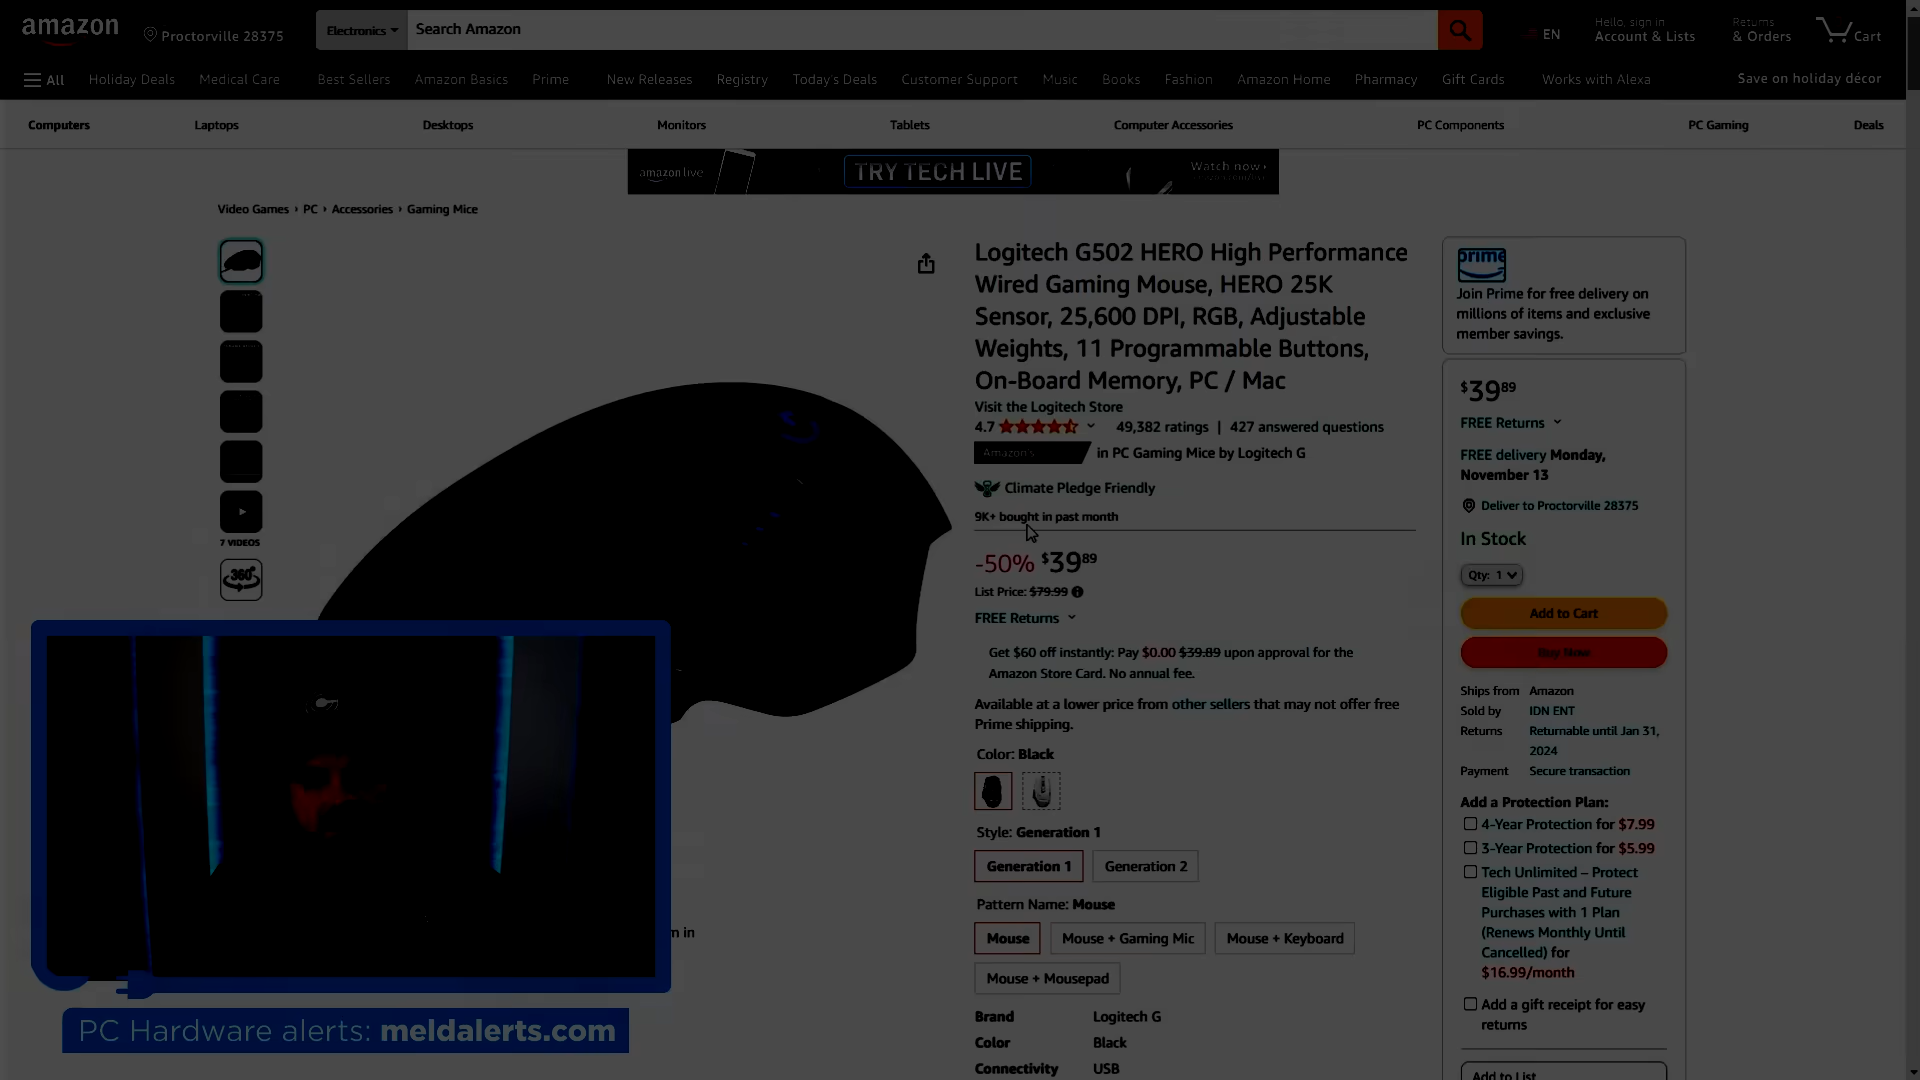 amazon
Proctorville 28375
Electronics
Search Amazon
EN
Hello, sign in
Account & Lists
Returns
& Orders
Cart
All
Holiday Deals
Medical Care
Best Sellers
Amazon Basics
Prime
New Releases
Registry
Today's Deals
Customer Support
Music
Books
Fashion
Amazon Home
Pharmacy
Gift Cards
Works with Alexa
Save on holiday décor
Computers
Laptops
Desktops
Monitors
Tablets
Computer Accessories
PC Components
PC Gaming
Deals
amazon live
TRY TECH LIVE
Watch now
Video Games › PC › Accessories › Gaming Mice
7 VIDEOS
360°
Logitech G502 HERO High Performance
Wired Gaming Mouse, HERO 25K
Sensor, 25,600 DPI, RGB, Adjustable
Weights, 11 Programmable Buttons,
On-Board Memory, PC / Mac
Visit the Logitech Store
4.7
49,382 ratings | 427 answered questions
Amazon's
in PC Gaming Mice by Logitech G
Climate Pledge Friendly
9K+ bought in past month
-50% $39 89
List Price: $79.99
FREE Returns
Get $60 off instantly: Pay $0.00 $39.89 upon approval for the
Amazon Store Card. No annual fee.
Available at a lower price from other sellers that may not offer free
Prime shipping.
Color: Black
Style: Generation 1
Generation 1
Generation 2
Pattern Name: Mouse
Mouse
Mouse + Gaming Mic
Mouse + Keyboard
Mouse + Mousepad
Brand Logitech G
Color Black
Connectivity USB
prime
Join Prime for free delivery on
millions of items and exclusive
member savings.
$39 89
FREE Returns
FREE delivery Monday,
November 13
Deliver to Proctorville 28375
In Stock
Qty: 1
Add to Cart
Buy Now
Ships from Amazon
Sold by IDN ENT
Returns Returnable until Jan 31,
2024
Payment Secure transaction
Add a Protection Plan:
4-Year Protection for $7.99
3-Year Protection for $5.99
Tech Unlimited – Protect
Eligible Past and Future
Purchases with 1 Plan
(Renews Monthly Until
Cancelled) for
$16.99/month
Add a gift receipt for easy
returns
Add to List
in
PC Hardware alerts: meldalerts.com